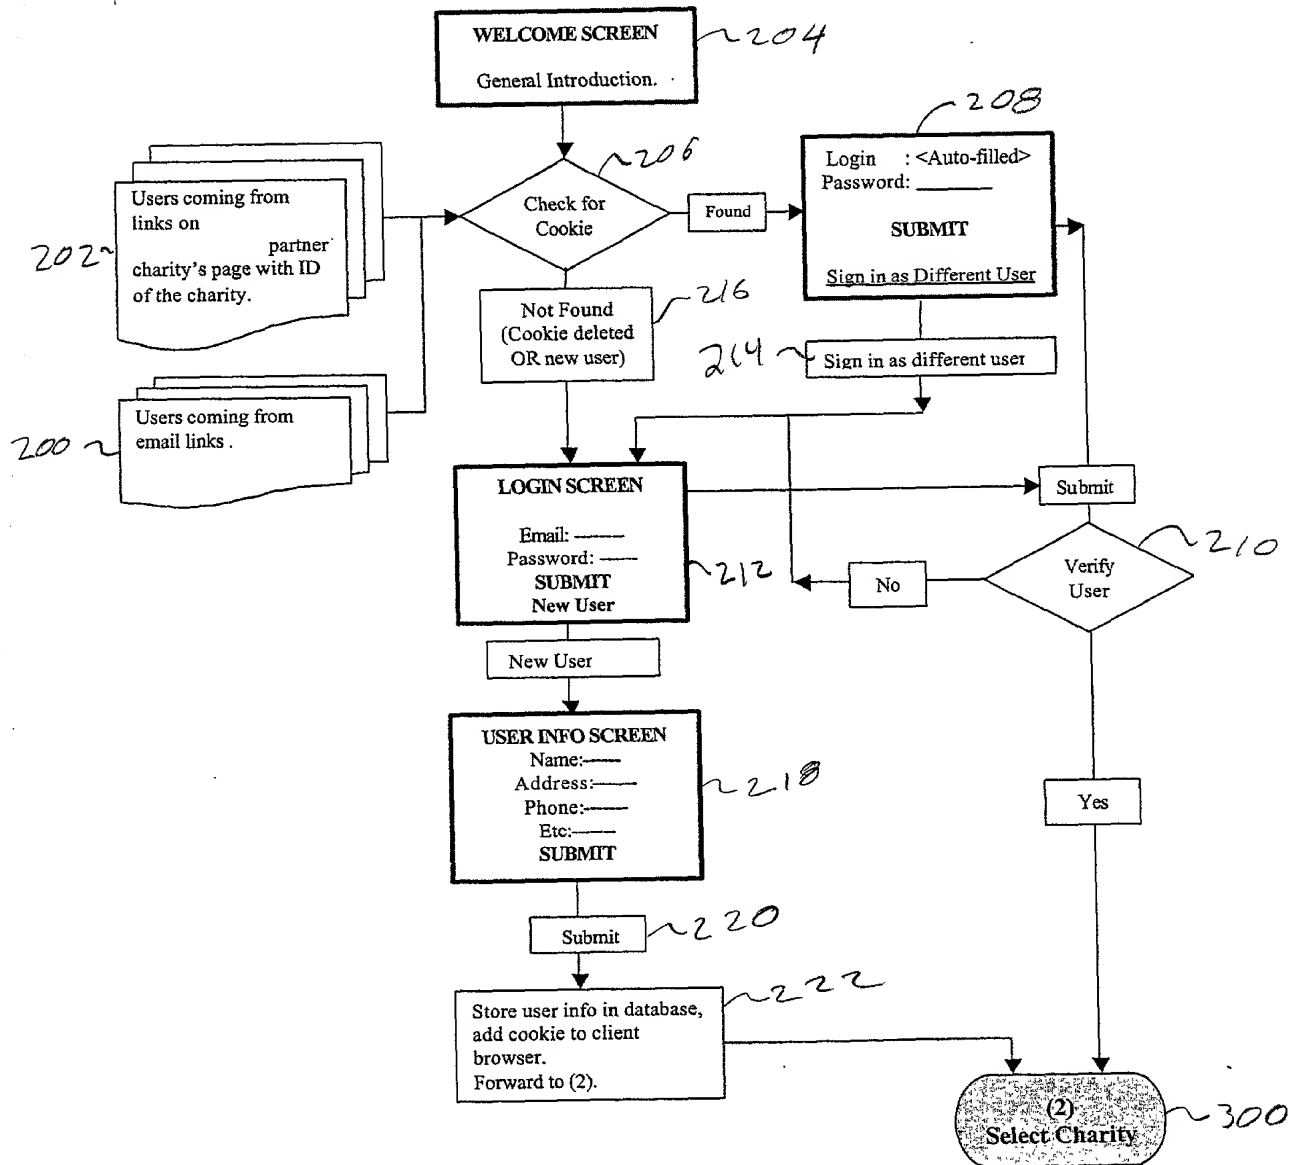 WELCOME SCREEN
General Introduction.
204
208
Login : <Auto-filled>
Password: ________
SUBMIT
Sign in as Different User
206
Check for
Cookie
Found
Users coming from
links on
partner
charity's page with ID
of the charity.
202
Not Found
(Cookie deleted
OR new user)
216
214
Sign in as different user
Users coming from
email links .
200
LOGIN SCREEN
Email: -----
Password: ----
SUBMIT
New User
212
Submit
Verify
User
210
No
New User
USER INFO SCREEN
Name:-----
Address:-----
Phone:-----
Etc:-----
SUBMIT
218
Yes
Submit
220
Store user info in database,
add cookie to client
browser.
Forward to (2).
222
(2)
Select Charity
300